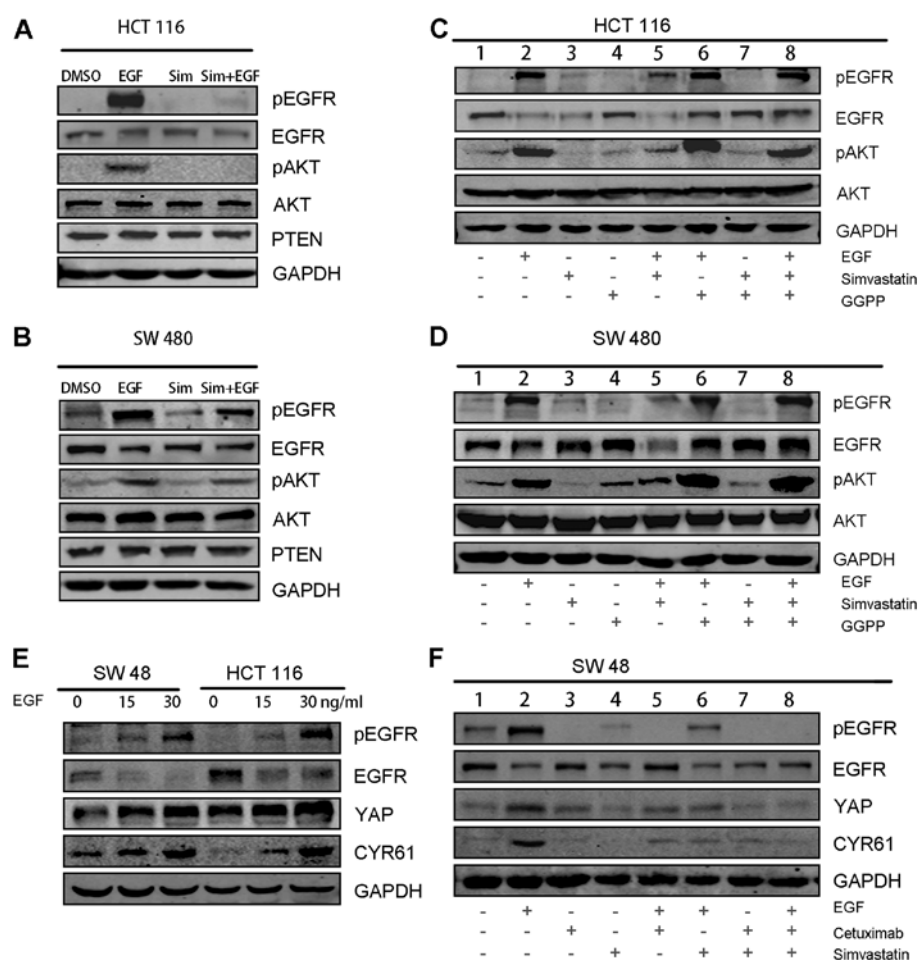 A
HCT 116
DMSO EGF Sim Sim+EGF
pEGFR
EGFR
pAKT
AKT
PTEN
GAPDH
B
SW 480
DMSO EGF Sim Sim+EGF
pEGFR
EGFR
pAKT
AKT
PTEN
GAPDH
C
HCT 116
1 2 3 4 5 6 7 8
pEGFR
EGFR
pAKT
AKT
GAPDH
- + - - + + - + EGF
- - + - + - + + Simvastatin
- - - + - + + + GGPP
D
SW 480
1 2 3 4 5 6 7 8
pEGFR
EGFR
pAKT
AKT
GAPDH
- + - - + + - + EGF
- - + - + - + + Simvastatin
- - - + - + + + GGPP
E
SW 48 HCT 116
EGF 0 15 30 0 15 30 ng/ml
pEGFR
EGFR
YAP
CYR61
GAPDH
F
SW 48
1 2 3 4 5 6 7 8
pEGFR
EGFR
YAP
CYR61
GAPDH
- + - - + + - + EGF
- - + - + - + + Cetuximab
- - - + - + + + Simvastatin